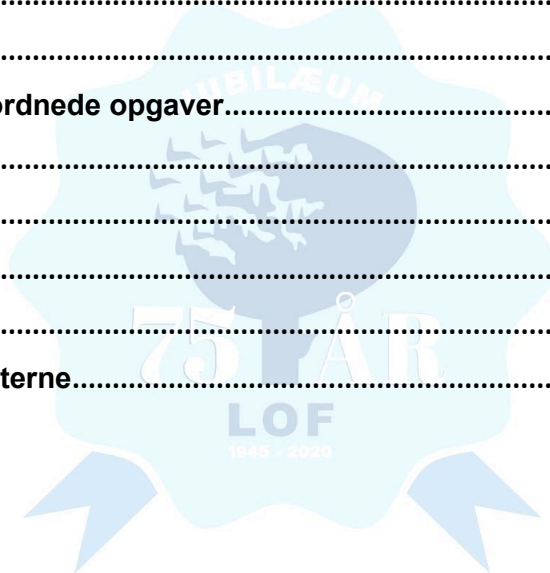 ................................................................
................................................................
JUBILÆUM
ordnede opgaver................................................
................................................................
................................................................
................................................................
................................................................
75 ÅR
terne................................................................
LOF
1945 - 2020